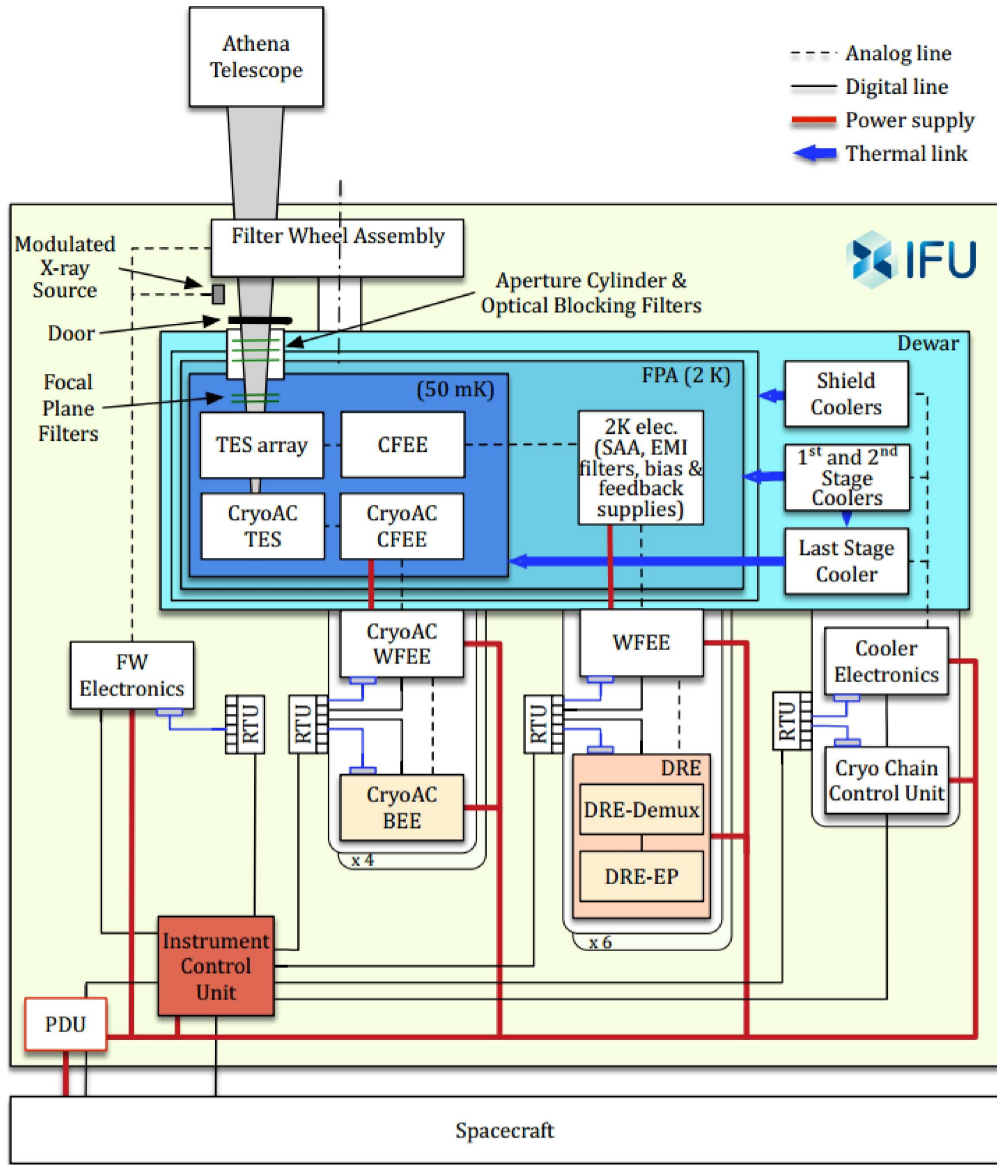 Athena
Telescope
Analog line
Digital line
Power supply
Thermal link
Filter Wheel Assembly
Modulated
X-ray
Source
Aperture Cylinder &
Optical Blocking Filters
IFU
Door
Dewar
Focal
Plane
Filters
(50 mK)
FPA (2 K)
Shield
Coolers
TES array
CFEE
2K elec.
(SAA, EMI
filters, bias &
feedback
supplies)
1st and 2nd
Stage
Coolers
CryoAC
TES
CryoAC
CFEE
Last Stage
Cooler
FW
Electronics
CryoAC
WFEE
WFEE
Cooler
Electronics
RTU
RTU
RTU
RTU
CryoAC
BEE
DRE
DRE-Demux
DRE-EP
Cryo Chain
Control Unit
x 4
x 6
Instrument
Control
Unit
PDU
Spacecraft